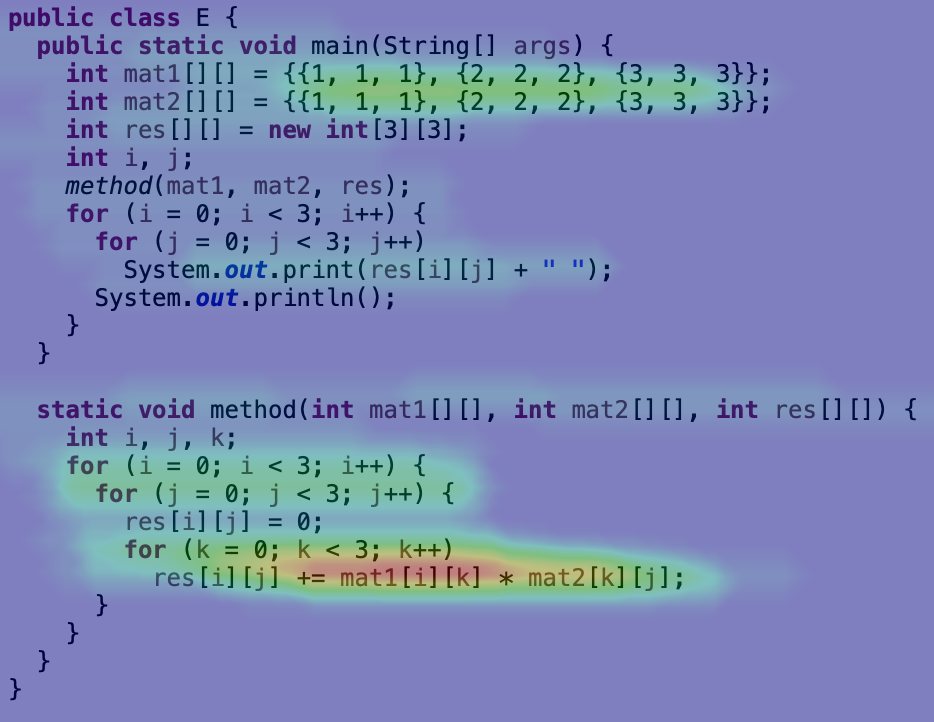 public class E {
  public static void main(String[] args) {
    int mat1[][] = {{1, 1, 1}, {2, 2, 2}, {3, 3, 3}};
    int mat2[][] = {{1, 1, 1}, {2, 2, 2}, {3, 3, 3}};
    int res[][] = new int[3][3];
    int i, j;
    method(mat1, mat2, res);
    for (i = 0; i < 3; i++) {
      for (j = 0; j < 3; j++)
        System.out.print(res[i][j] + " ");
      System.out.println();
    }
  }

  static void method(int mat1[][], int mat2[][], int res[][]) {
    int i, j, k;
    for (i = 0; i < 3; i++) {
      for (j = 0; j < 3; j++) {
        res[i][j] = 0;
        for (k = 0; k < 3; k++)
          res[i][j] += mat1[i][k] * mat2[k][j];
      }
    }
  }
}